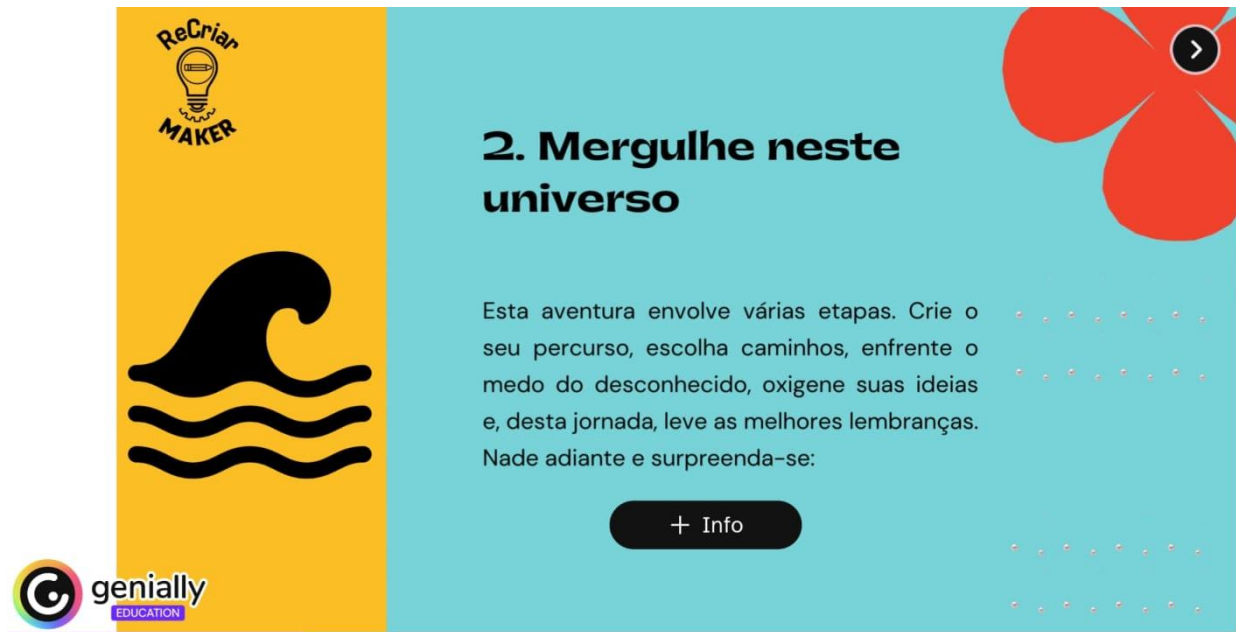 ReCriar
MAKER
2. Mergulhe neste
universo
Esta aventura envolve várias etapas. Crie o
seu percurso, escolha caminhos, enfrente o
medo do desconhecido, oxigene suas ideias
e, desta jornada, leve as melhores lembranças.
Nade adiante e surpreenda-se:
+ Info
genially
EDUCATION